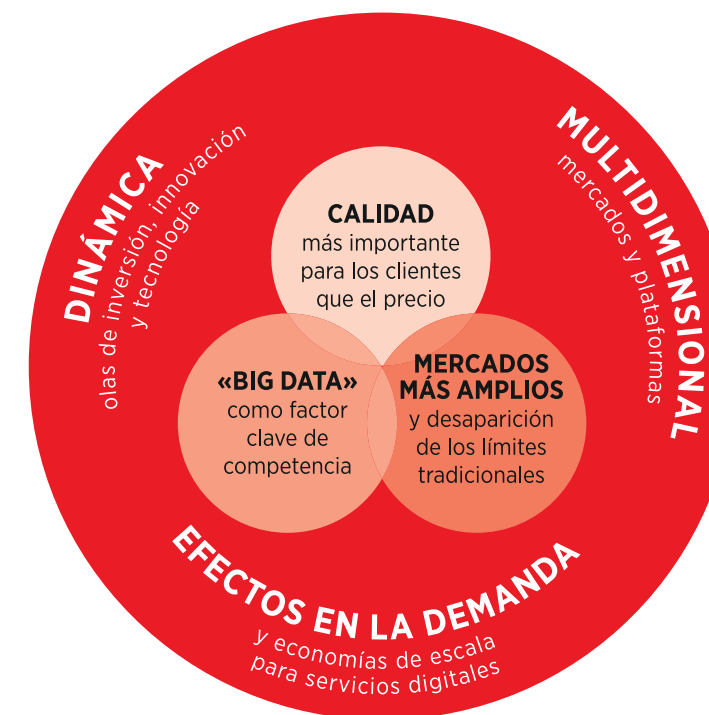 DINÁMICA
olas de inversión, innovación
y tecnología
MULTIDIMENSIONAL
mercados y plataformas
CALIDAD
más importante
para los clientes
que el precio
«BIG DATA»
como factor
clave de
competencia
MERCADOS
MÁS AMPLIOS
y desaparición
de los límites
tradicionales
EFECTOS EN LA DEMANDA
y economías de escala
para servicios digitales